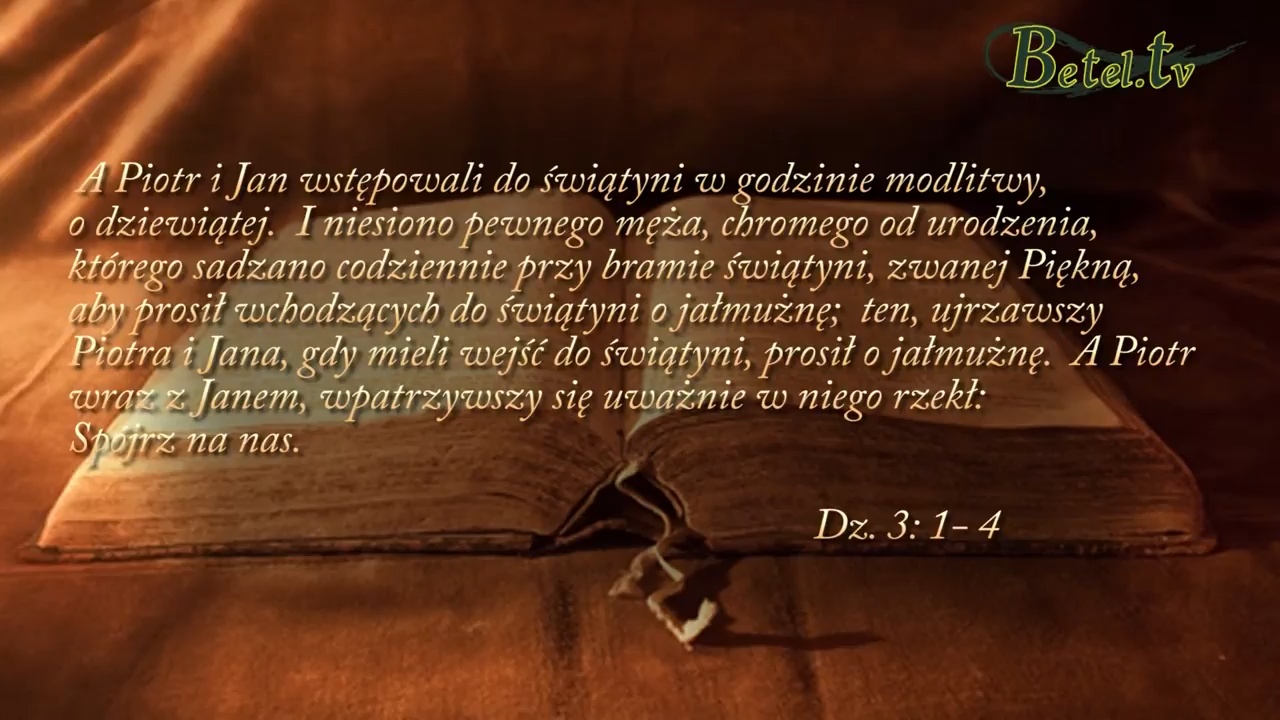 Betel.tv
A Piotr i Jan wstępowali do świątyni w godzinie modlitwy,
o dziewiątej. I niesiono pewnego męża, chromego od urodzenia,
którego sadzano codziennie przy bramie świątyni, zwanej Piękną,
aby prosił wchodzących do świątyni o jałmużnę; ten, ujrzawszy
Piotra i Jana, gdy mieli wejść do świątyni, prosił o jałmużnę. A Piotr
wraz z Janem, wpatrzywszy się uważnie w niego rzekł:
Spójrz na nas.
Dz. 3: 1- 4